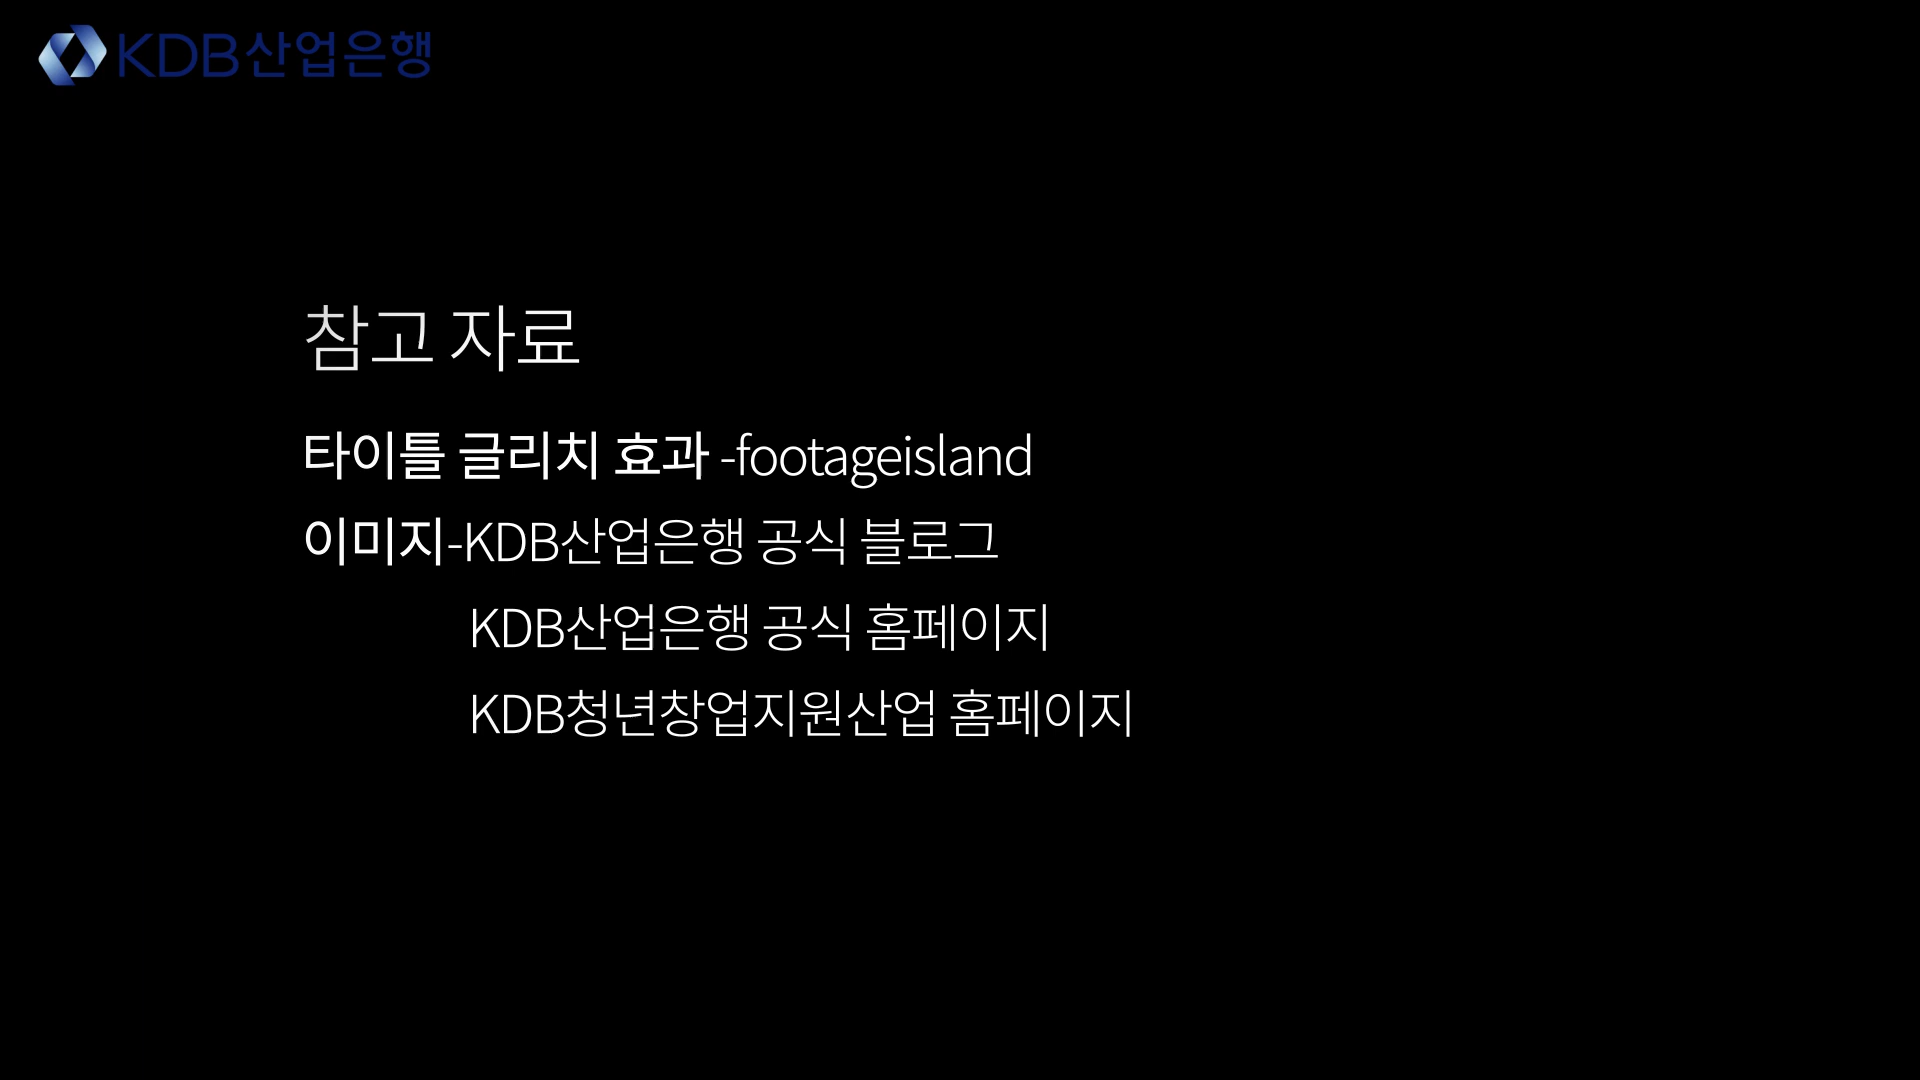 KDB산업은행
참고 자료
타이틀 글리치 효과 -footageisland
이미지-KDB산업은행 공식 블로그
KDB산업은행 공식 홈페이지
KDB청년창업지원산업 홈페이지